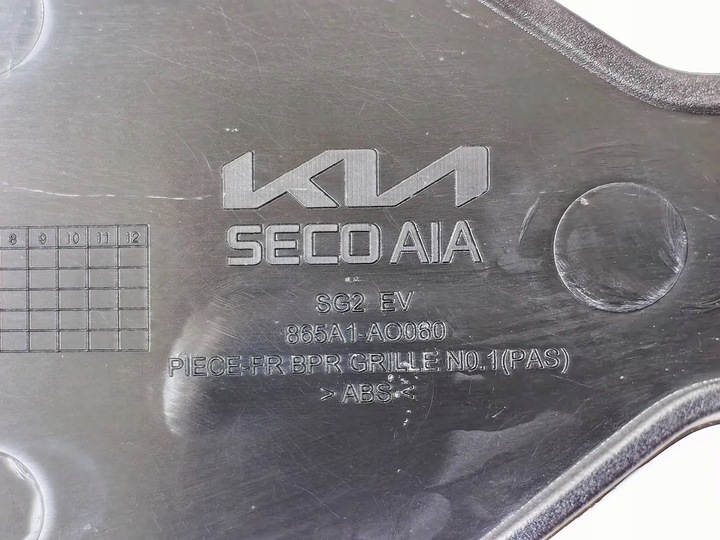 KIA
SECO AIA
8 9 10 11 12
SG2 EV
865A1-AO060
PIECE-FR BPR GRILLE NO.1(PAS)
> ABS <